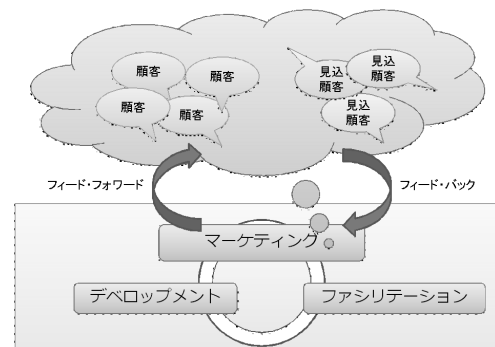 顧客
顧客
顧客
顧客
見込
顧客
見込
顧客
見込
顧客
フィード・フォワード
フィード・バック
マーケティング
デベロップメント
ファシリテーション